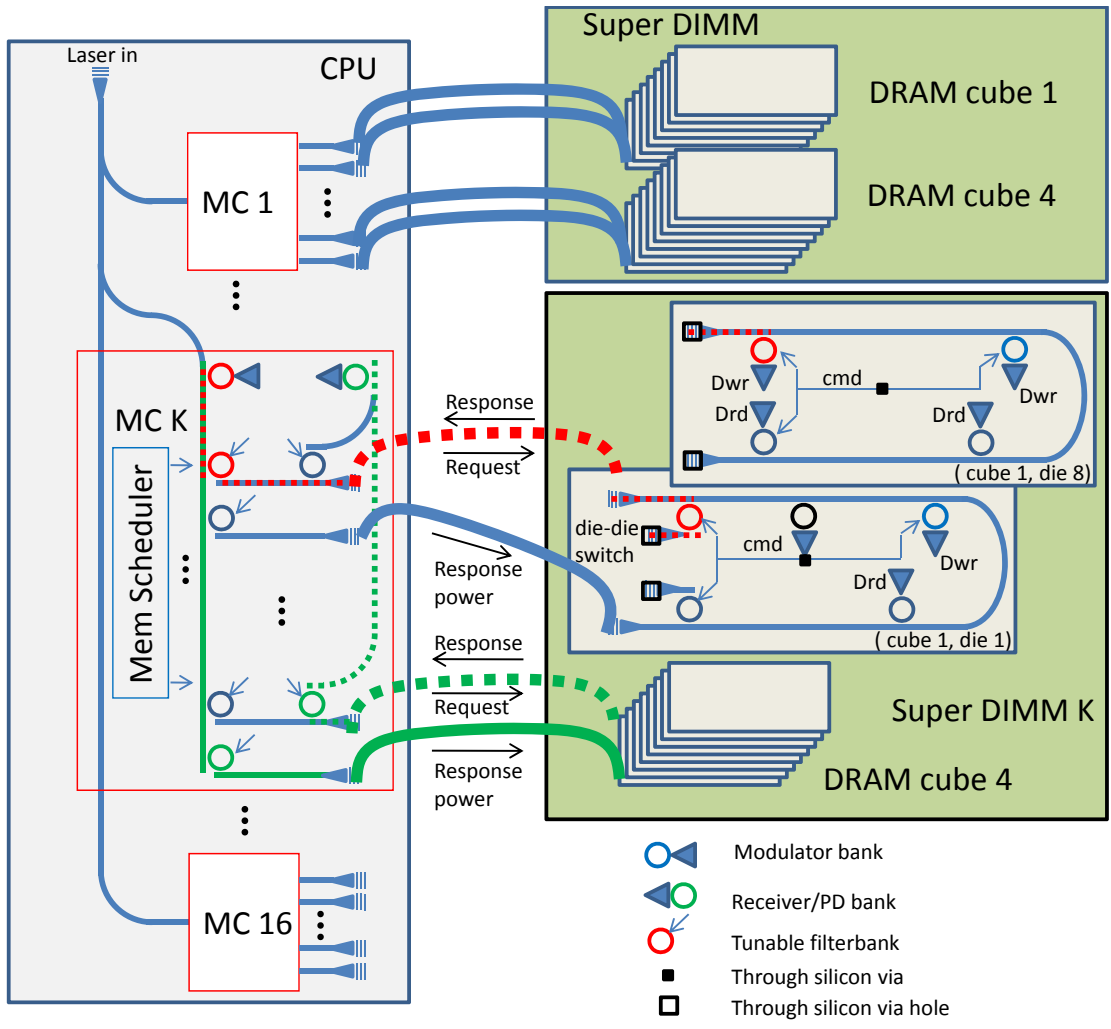 Laser in
CPU
MC 1
Super DIMM
DRAM cube 1
DRAM cube 4
MC K
Mem Scheduler
Response
Request
Response
power
Response
Request
Response
power
Dwr
Drd
cmd
Drd
Dwr
( cube 1, die 8)
die-die
switch
cmd
Drd
Dwr
( cube 1, die 1)
Super DIMM K
DRAM cube 4
MC 16
Modulator bank
Receiver/PD bank
Tunable filterbank
Through silicon via
Through silicon via hole